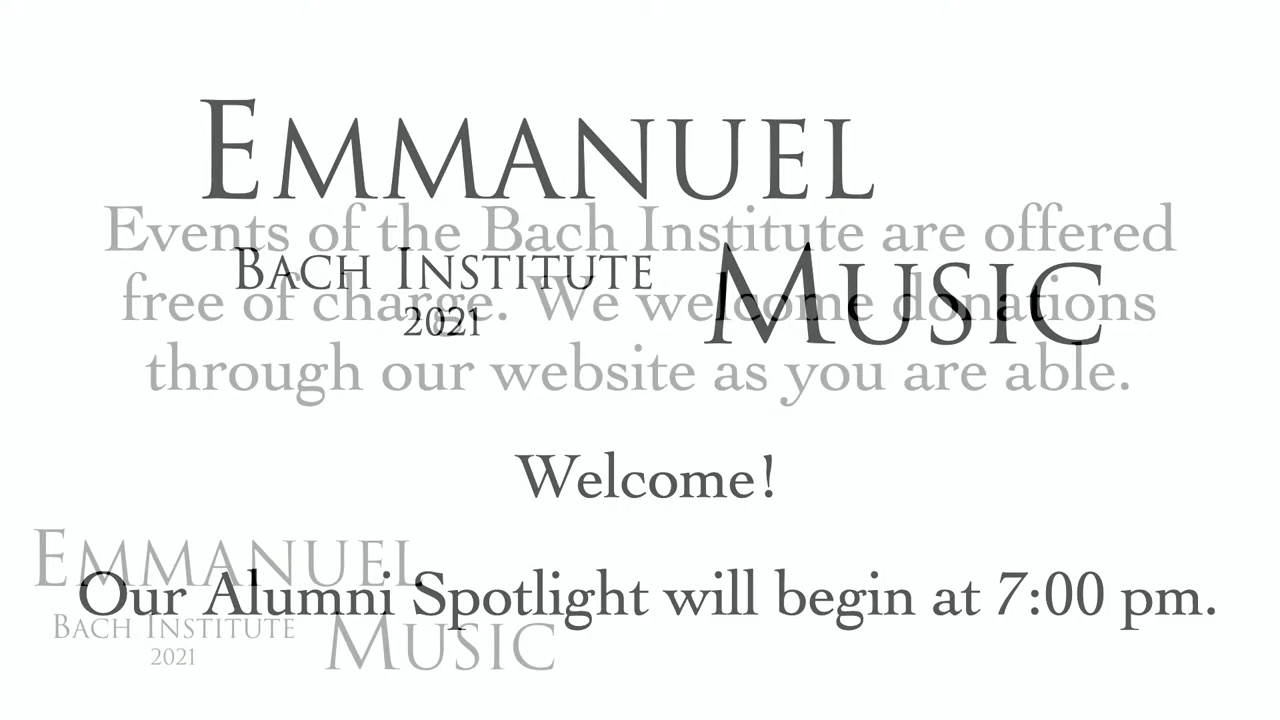 EMMANUEL
Events of the Bach Institute are offered
BACH INSTITUTE
MUSIC
free of charge. We welcome donations
2021
through our website as you are able.
Welcome!
EMMANUEL
Our Alumni Spotlight will begin at 7:00 pm.
BACH INSTITUTE
MUSIC
2021